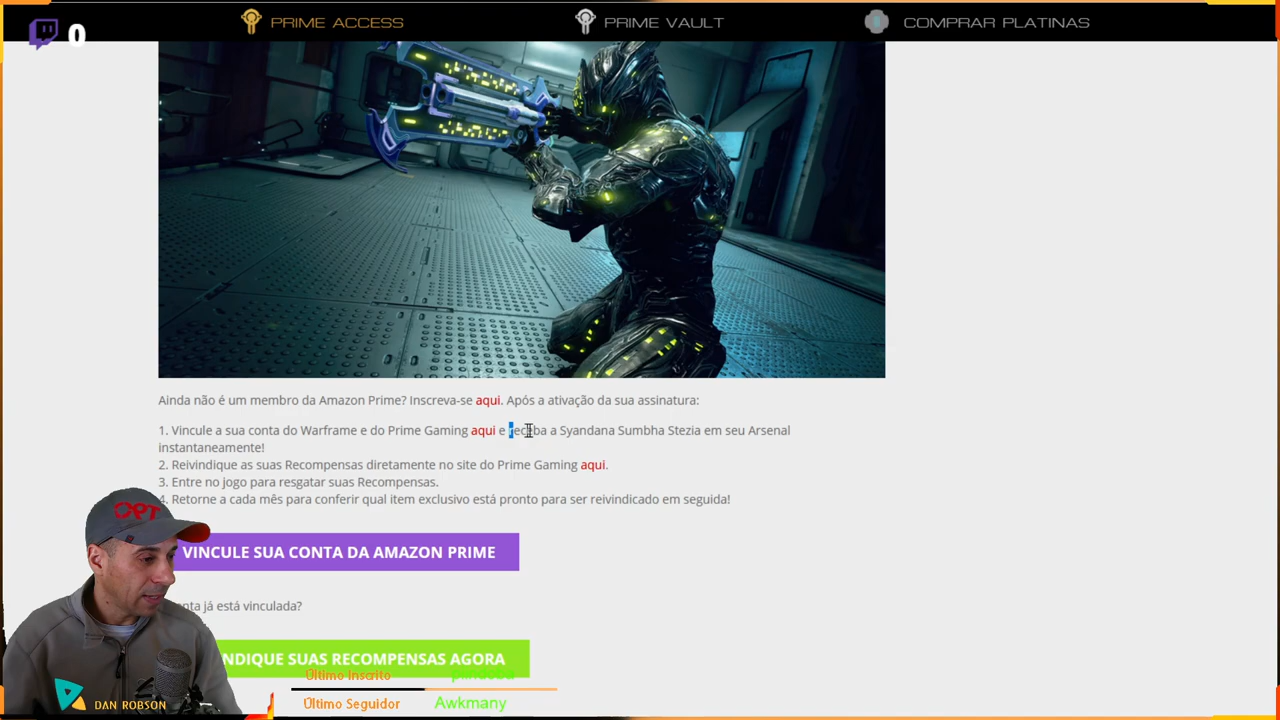 PRIME ACCESS
PRIME VAULT
COMPRAR PLATINAS
0
Ainda não é um membro da Amazon Prime? Inscreva-se aqui. Após a ativação da sua assinatura:
1. Vincule a sua conta do Warframe e do Prime Gaming aqui e receba a Syandana Sumbha Stezia em seu Arsenal
instantaneamente!
2. Reivindique as suas Recompensas diretamente no site do Prime Gaming aqui.
3. Entre no jogo para resgatar suas Recompensas.
4. Retorne a cada mês para conferir qual item exclusivo está pronto para ser reivindicado em seguida!
OPT
VINCULE SUA CONTA DA AMAZON PRIME
já está vinculada?
NDIQUE SUAS RECOMPENSAS AGORA
Último Inscrito
Último Seguidor
Awkmany
DAN ROBSON